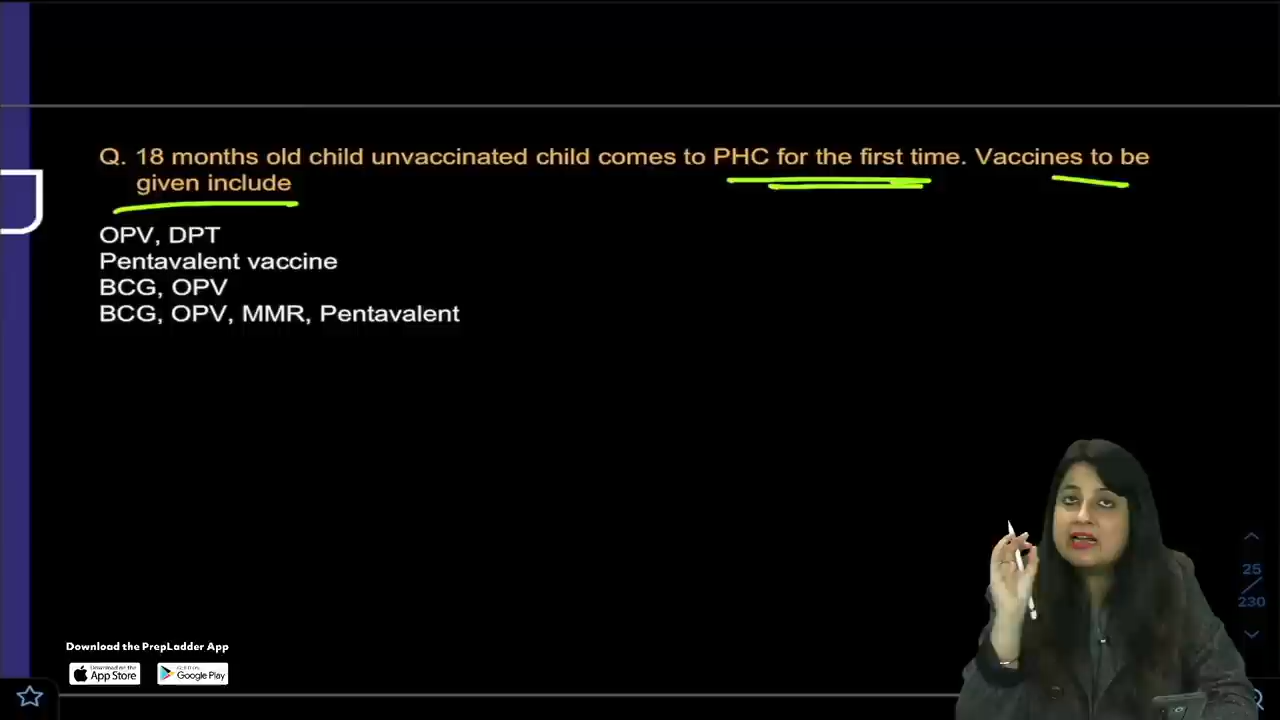 Q. 18 months old child unvaccinated child comes to PHC for the first time. Vaccines to be
given include
OPV, DPT
Pentavalent vaccine
BCG, OPV
BCG, OPV, MMR, Pentavalent
25
230
Download the PrepLadder App
App Store
Google Play